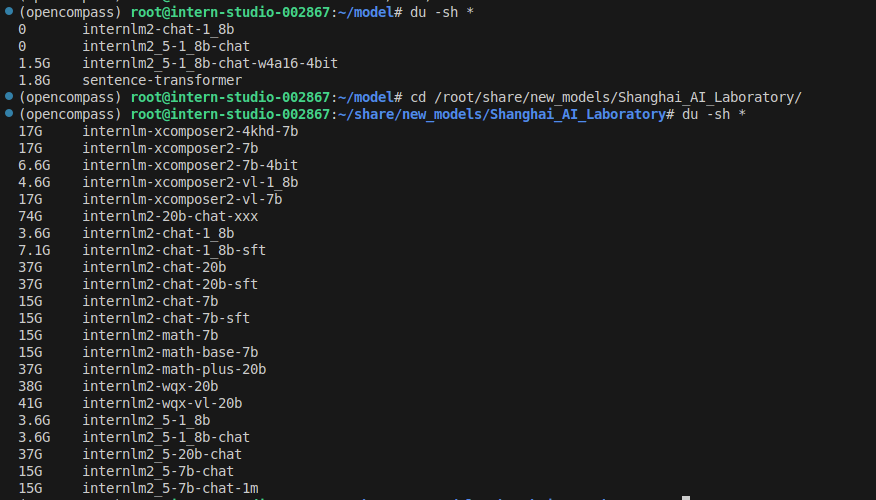 (opencompass) root@intern-studio-002867:~/model# du -sh *
0 internlm2-chat-1_8b
0 internlm2_5-1_8b-chat
1.5G internlm2_5-1_8b-chat-w4a16-4bit
1.8G sentence-transformer
(opencompass) root@intern-studio-002867:~/model# cd /root/share/new_models/Shanghai_AI_Laboratory/
(opencompass) root@intern-studio-002867:~/share/new_models/Shanghai_AI_Laboratory# du -sh *
17G internlm-xcomposer2-4khd-7b
17G internlm-xcomposer2-7b
6.6G internlm-xcomposer2-7b-4bit
4.6G internlm-xcomposer2-vl-1_8b
17G internlm-xcomposer2-vl-7b
74G internlm2-20b-chat-xxx
3.6G internlm2-chat-1_8b
7.1G internlm2-chat-1_8b-sft
37G internlm2-chat-20b
37G internlm2-chat-20b-sft
15G internlm2-chat-7b
15G internlm2-chat-7b-sft
15G internlm2-math-7b
15G internlm2-math-base-7b
37G internlm2-math-plus-20b
38G internlm2-wqx-20b
41G internlm2-wqx-vl-20b
3.6G internlm2_5-1_8b
3.6G internlm2_5-1_8b-chat
37G internlm2_5-20b-chat
15G internlm2_5-7b-chat
15G internlm2_5-7b-chat-1m